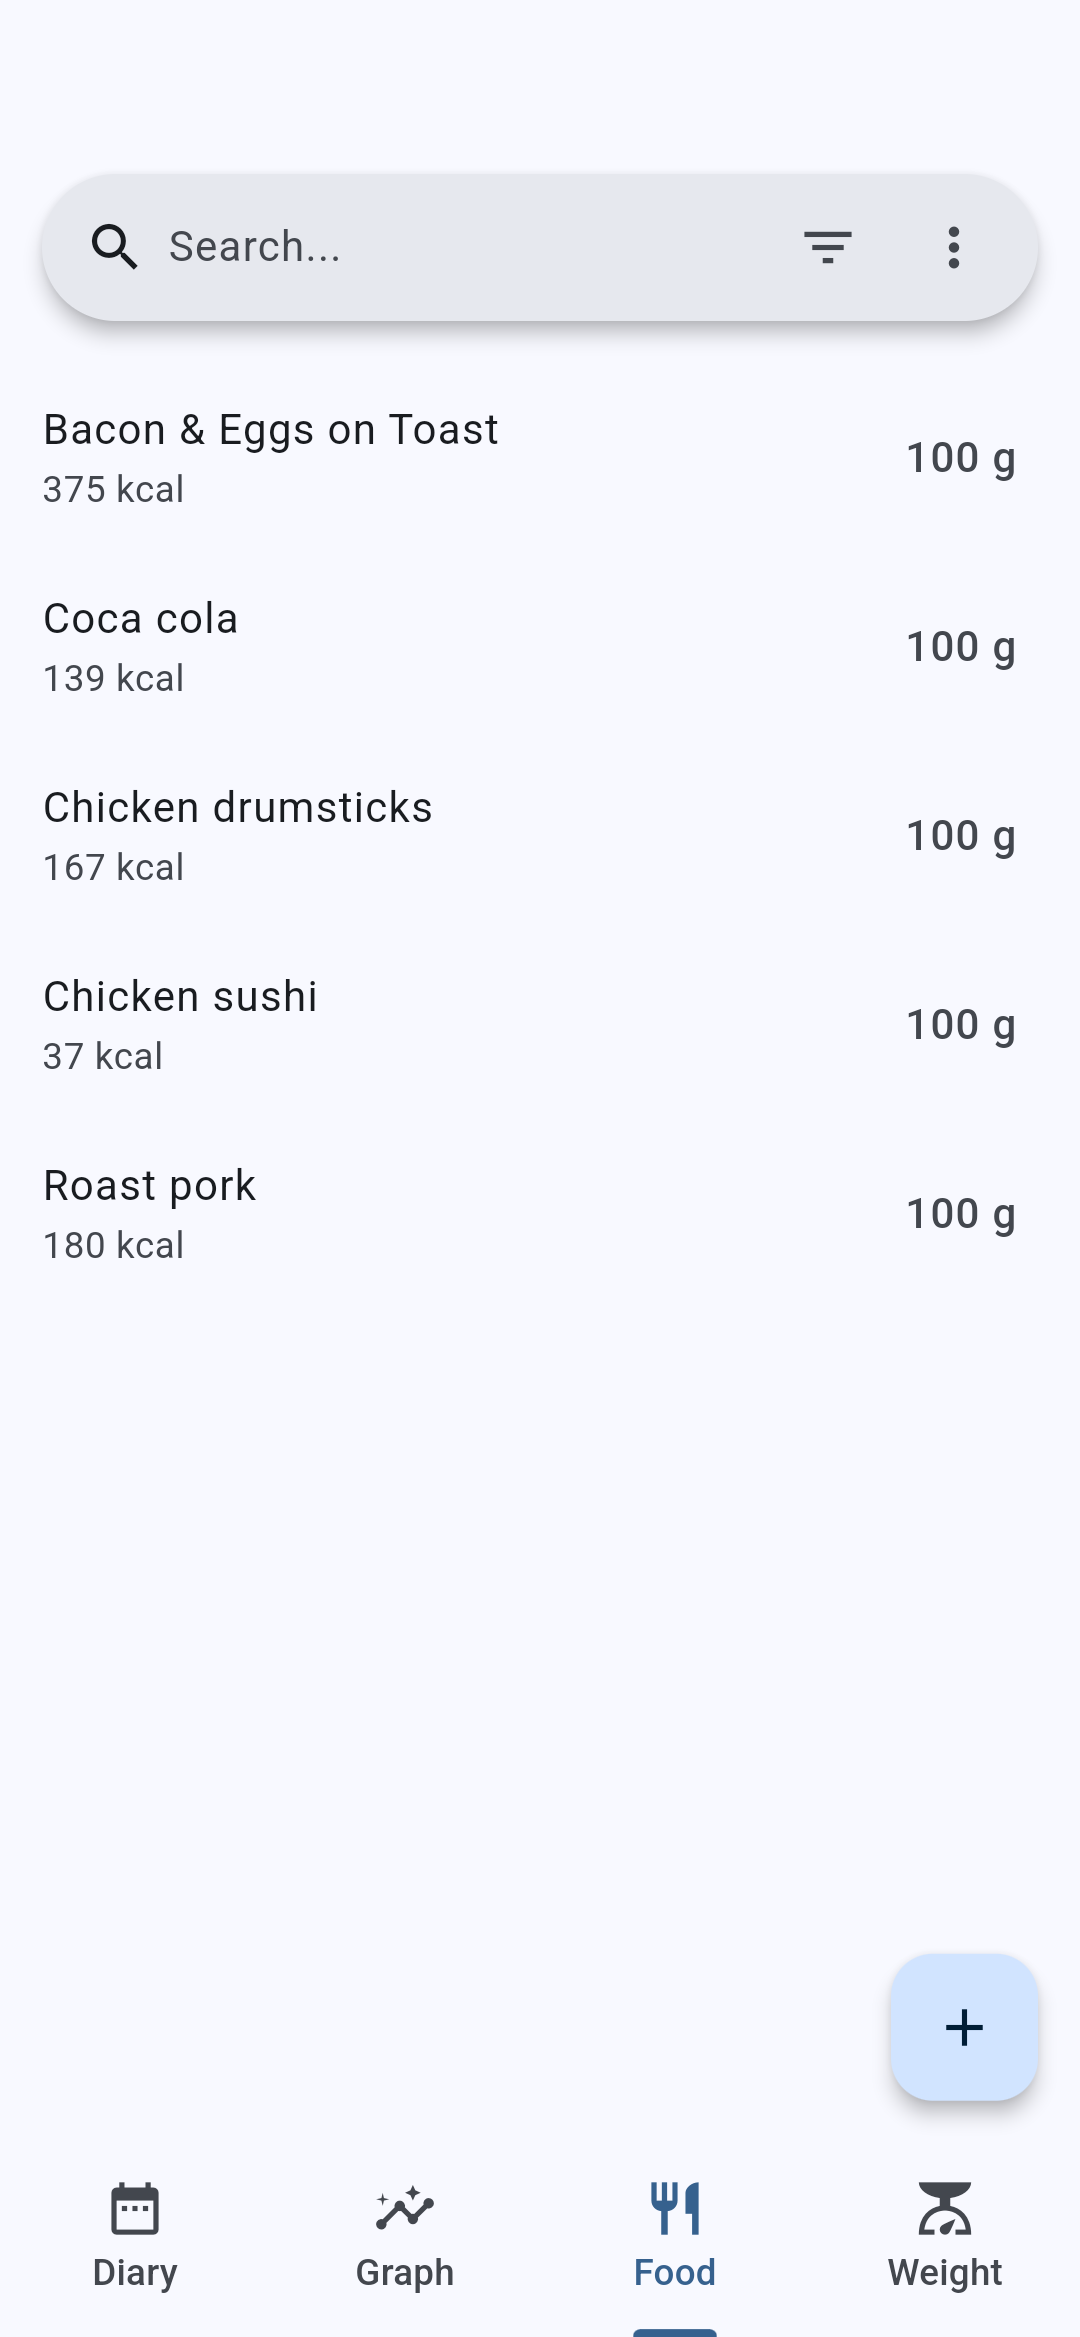 Search...
Bacon & Eggs on Toast
375 kcal
100 g
Coca cola
139 kcal
100 g
Chicken drumsticks
167 kcal
100 g
Chicken sushi
37 kcal
100 g
Roast pork
180 kcal
100 g
Diary
Graph
Food
Weight